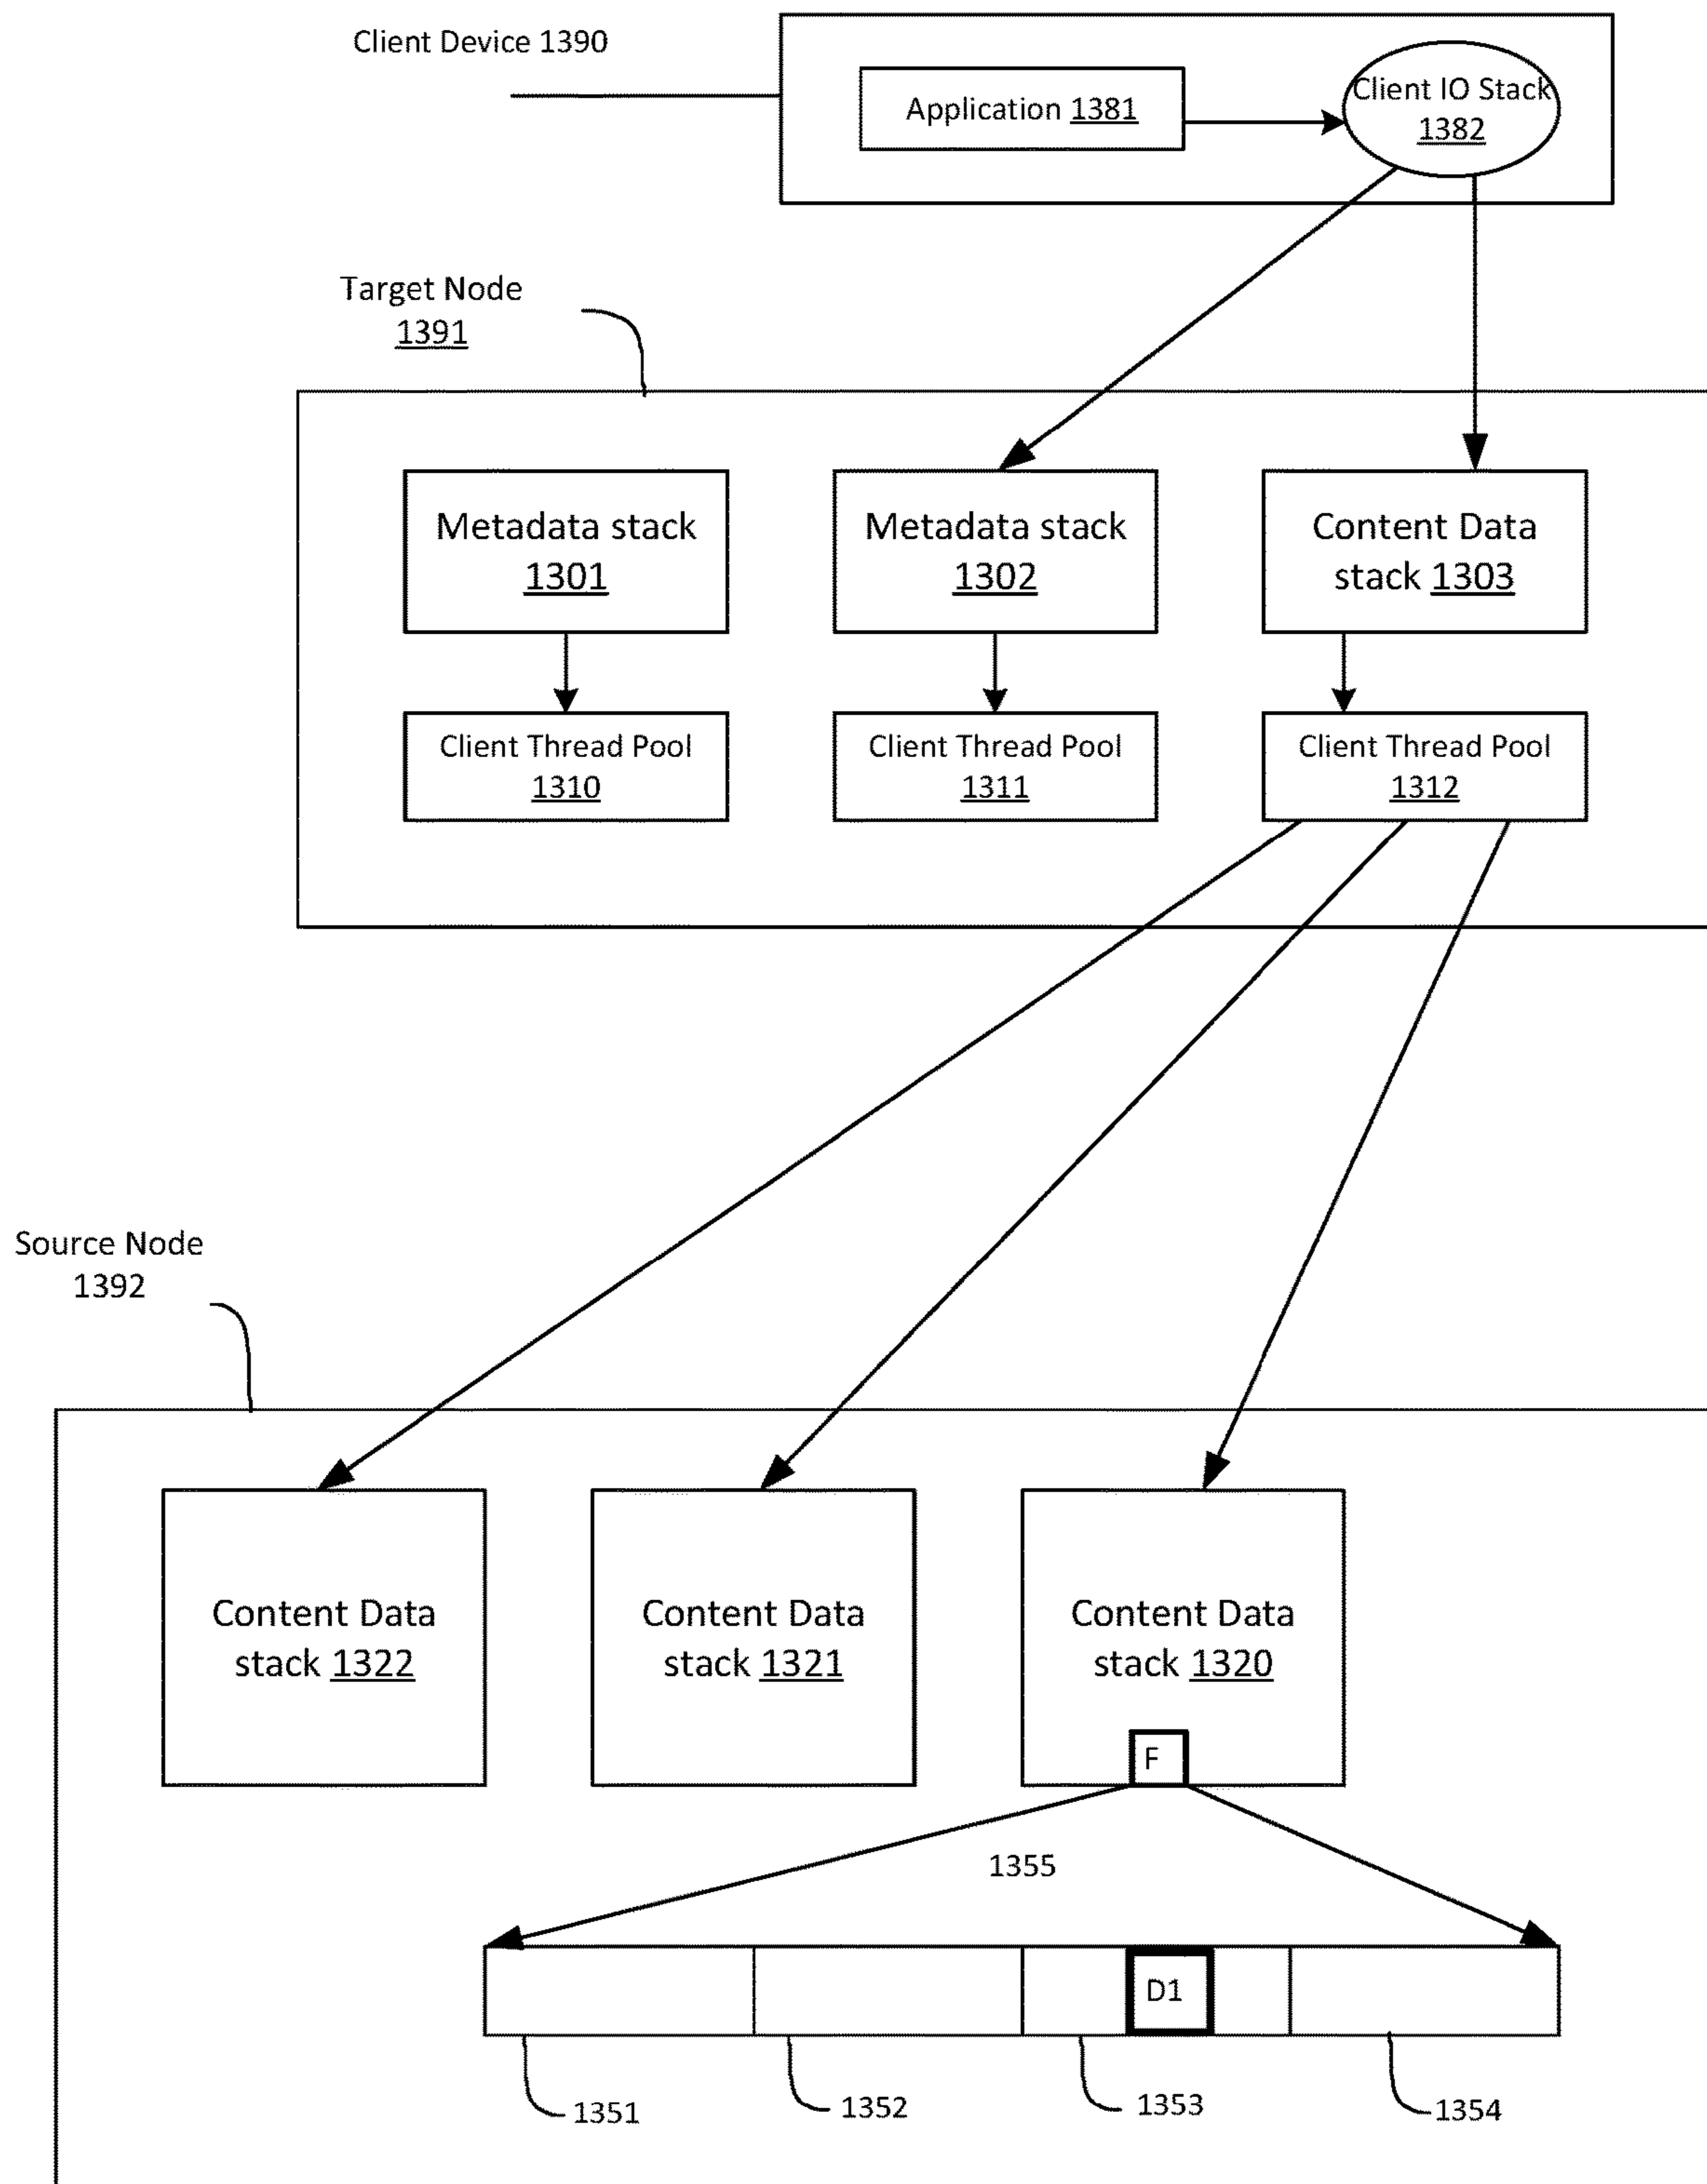 Client Device 1390
Application 1381
Client IO Stack
1382
Target Node
1391
Metadata stack
1301
Metadata stack
1302
Content Data
stack 1303
Client Thread Pool
1310
Client Thread Pool
1311
Client Thread Pool
1312
Source Node
1392
Content Data
stack 1322
Content Data
stack 1321
Content Data
stack 1320
F
1355
D1
1351
1352
1353
1354